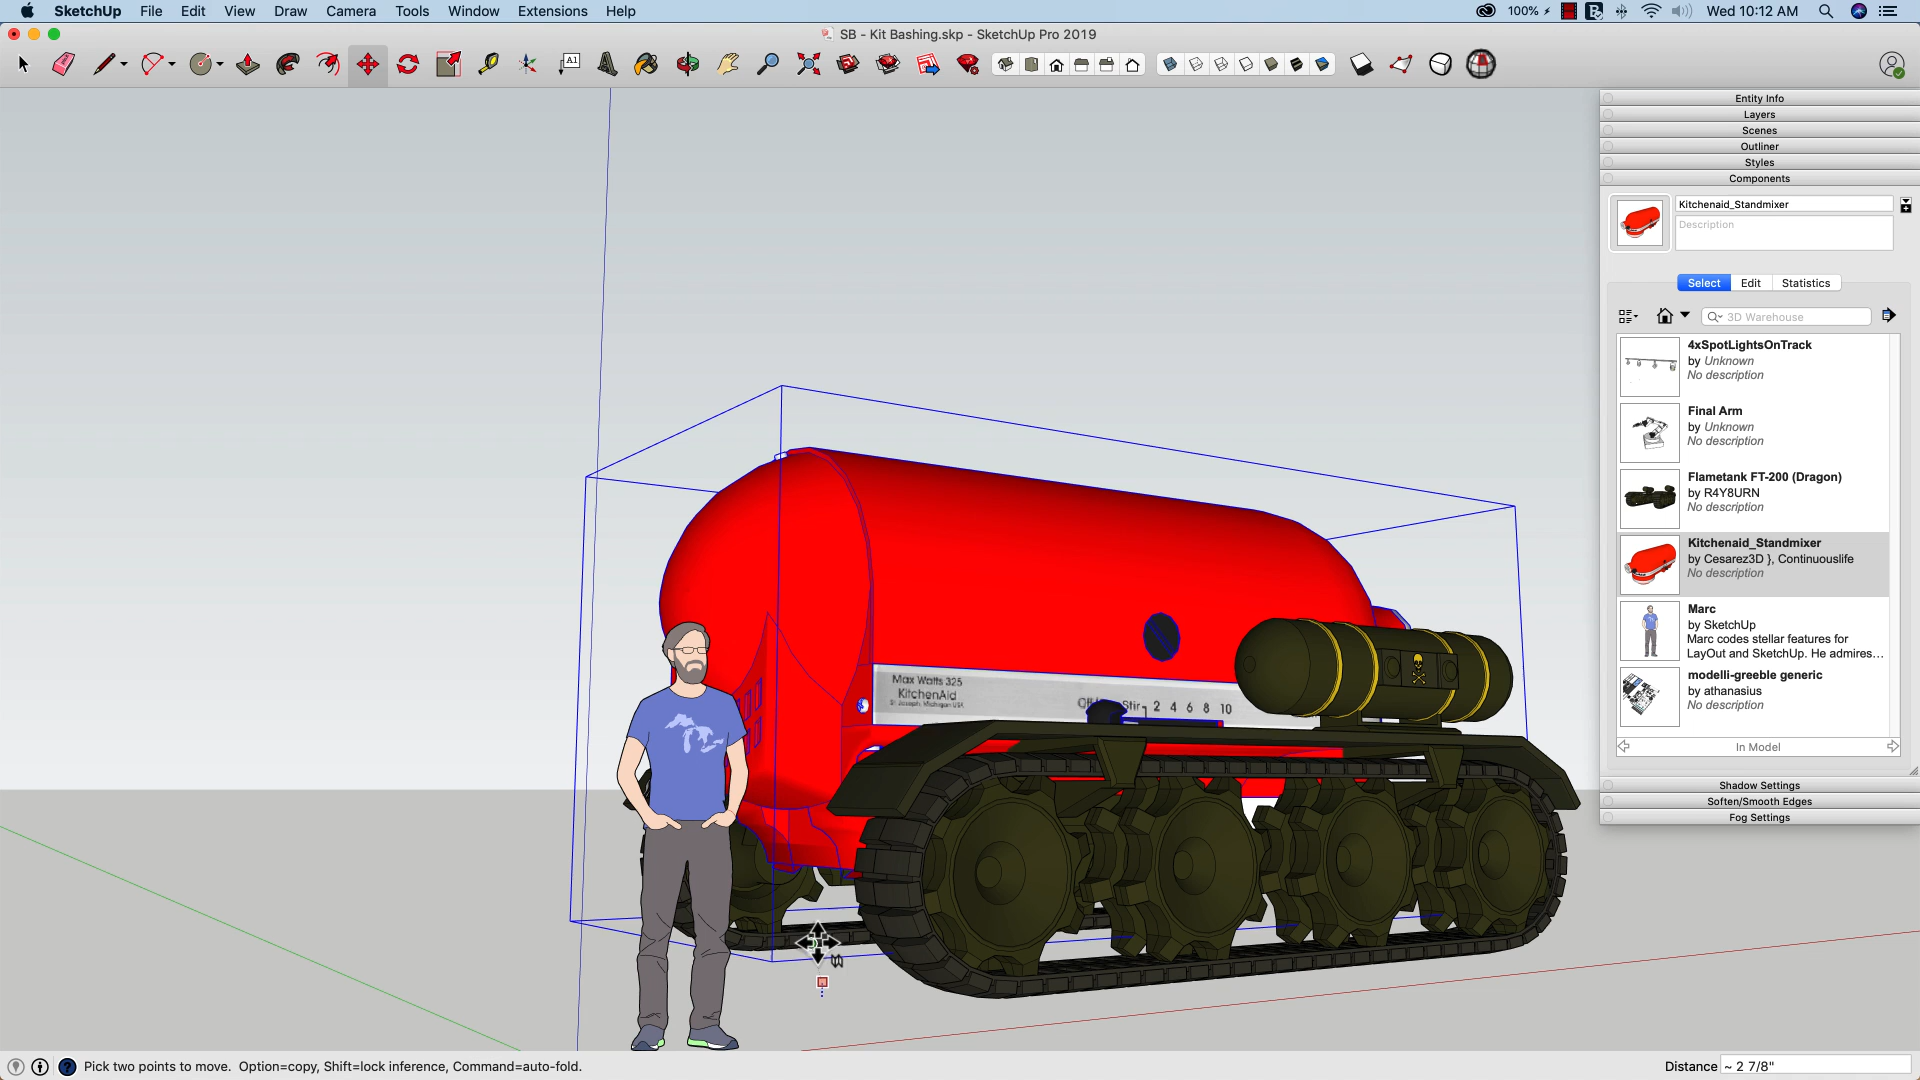 SketchUp File Edit View Draw Camera Tools Window Extensions Help
100%
Wed 10:12 AM
SB - Kit Bashing.skp - SketchUp Pro 2019
A1
Entity Info
Layers
Scenes
Outliner
Styles
Components
Kitchenaid_Standmixer
Description
Select Edit Statistics
3D Warehouse
4xSpotLightsOnTrack
by Unknown
No description
Final Arm
by Unknown
No description
Flametank FT-200 (Dragon)
by R4Y8URN
No description
Kitchenaid_Standmixer
by Cesarez3D }, Continuouslife
No description
Marc
by SketchUp
Marc codes stellar features for
LayOut and SketchUp. He admires...
modelli-greeble generic
by athanasius
No description
In Model
Shadow Settings
Soften/Smooth Edges
Fog Settings
Max Watts 325
KitchenAid
St Joseph, Michigan USA
Stir 2 4 6 8 10
Pick two points to move. Option=copy, Shift=lock inference, Command=auto-fold.
Distance ~ 2 7/8"